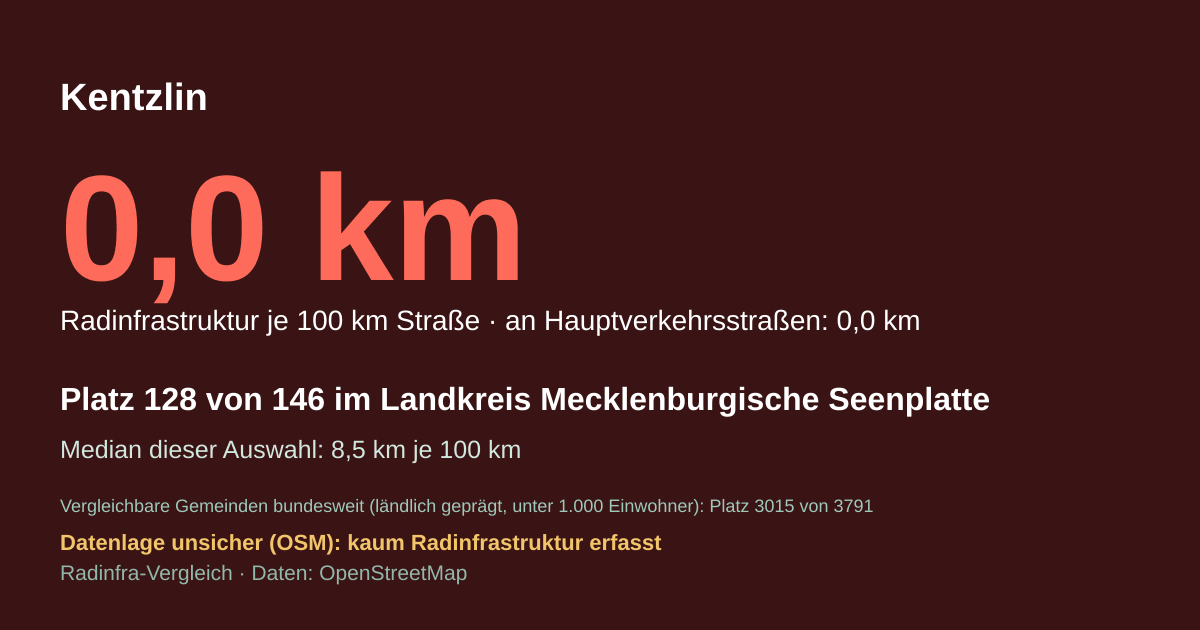 Kentzlin
0,0 km
Radinfrastruktur je 100 km Straße · an Hauptverkehrsstraßen: 0,0 km
Platz 128 von 146 im Landkreis Mecklenburgische Seenplatte
Median dieser Auswahl: 8,5 km je 100 km
Vergleichbare Gemeinden bundesweit (ländlich geprägt, unter 1.000 Einwohner): Platz 3015 von 3791
Datenlage unsicher (OSM): kaum Radinfrastruktur erfasst
Radinfra-Vergleich · Daten: OpenStreetMap